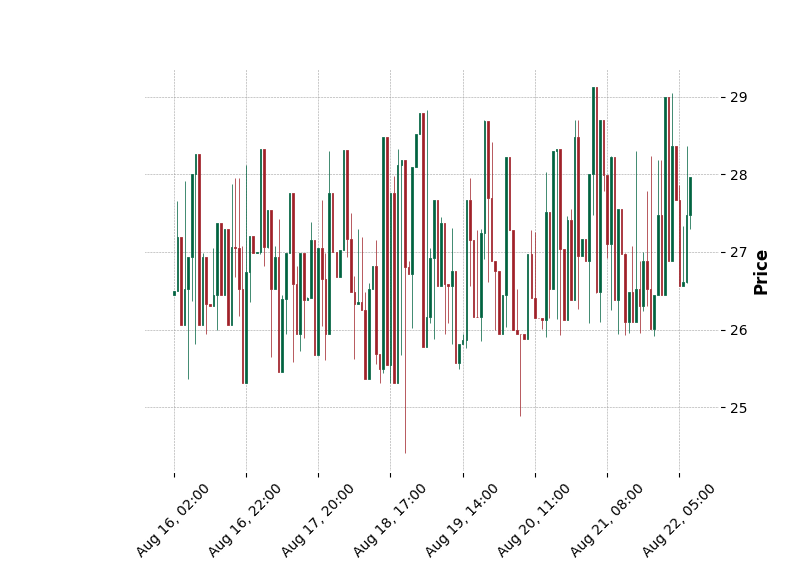 29
28
27
26
25
Price
Aug 16, 02:00
Aug 16, 22:00
Aug 17, 20:00
Aug 18, 17:00
Aug 19, 14:00
Aug 20, 11:00
Aug 21, 08:00
Aug 22, 05:00